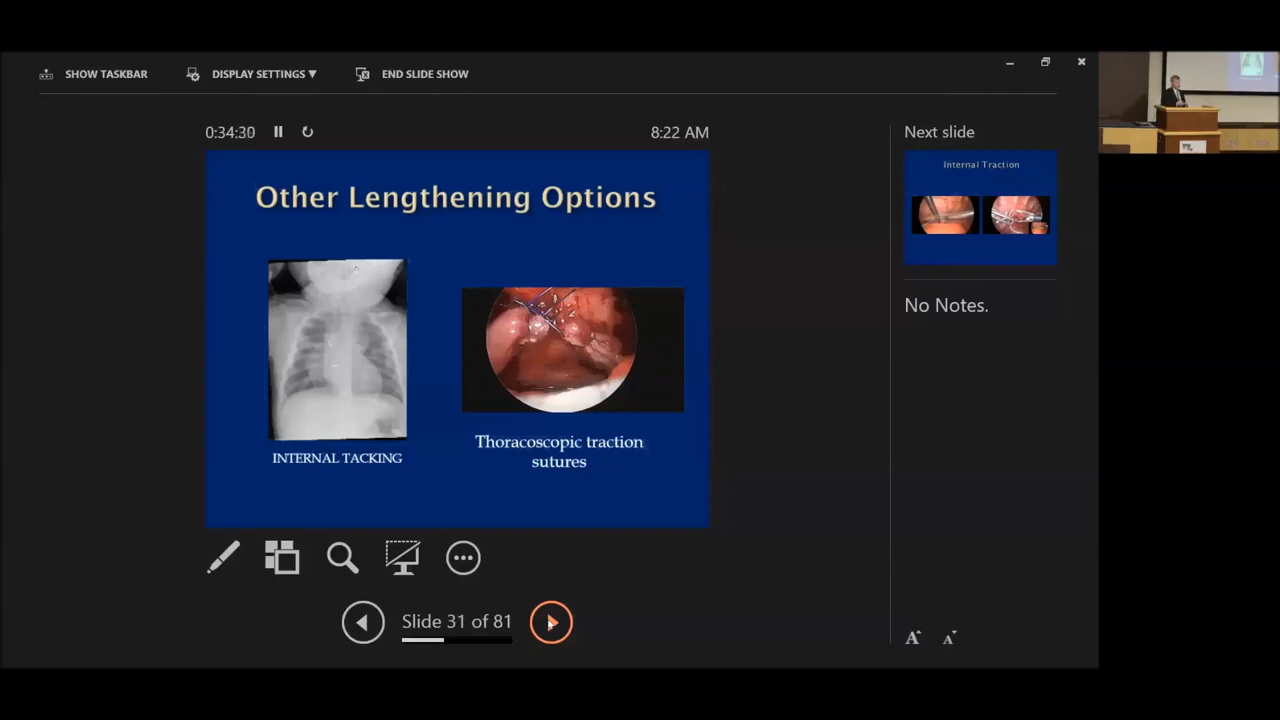 SHOW TASKBAR
DISPLAY SETTINGS ▼
END SLIDE SHOW
0:34:30
8:22 AM
Other Lengthening Options
INTERNAL TACKING
Thoracoscopic traction
sutures
Slide 31 of 81
Next slide
Internal Traction
No Notes.
A A